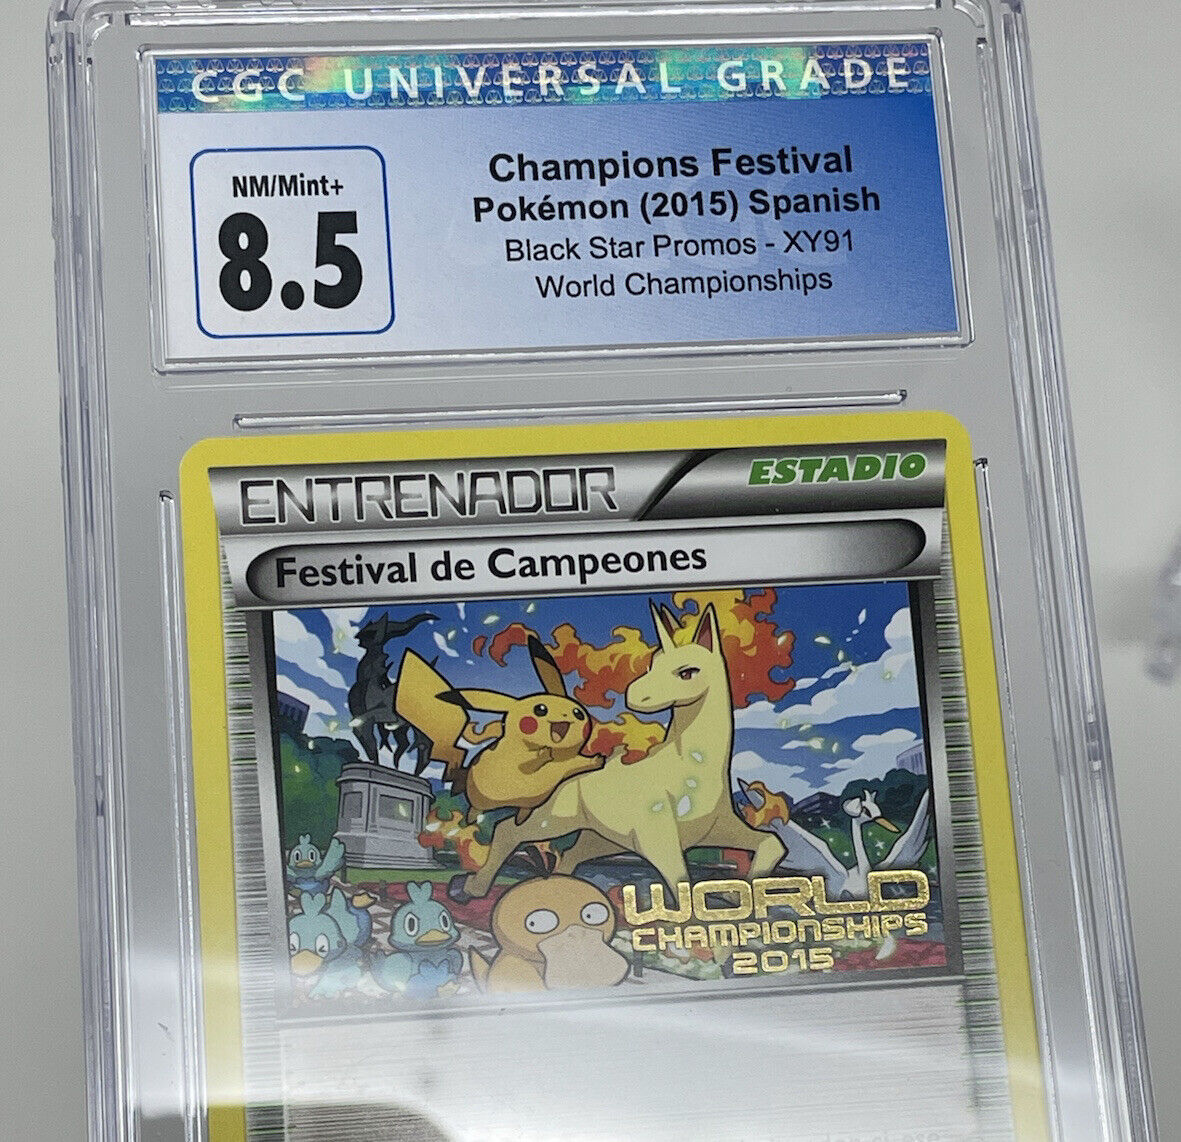 CGC UNIVERSAL GRADE
NM/Mint+
8.5
Champions Festival
Pokémon (2015) Spanish
Black Star Promos - XY91
World Championships
ENTRENADOR
ESTADIO
Festival de Campeones
WORLD
CHAMPIONSHIPS
2015